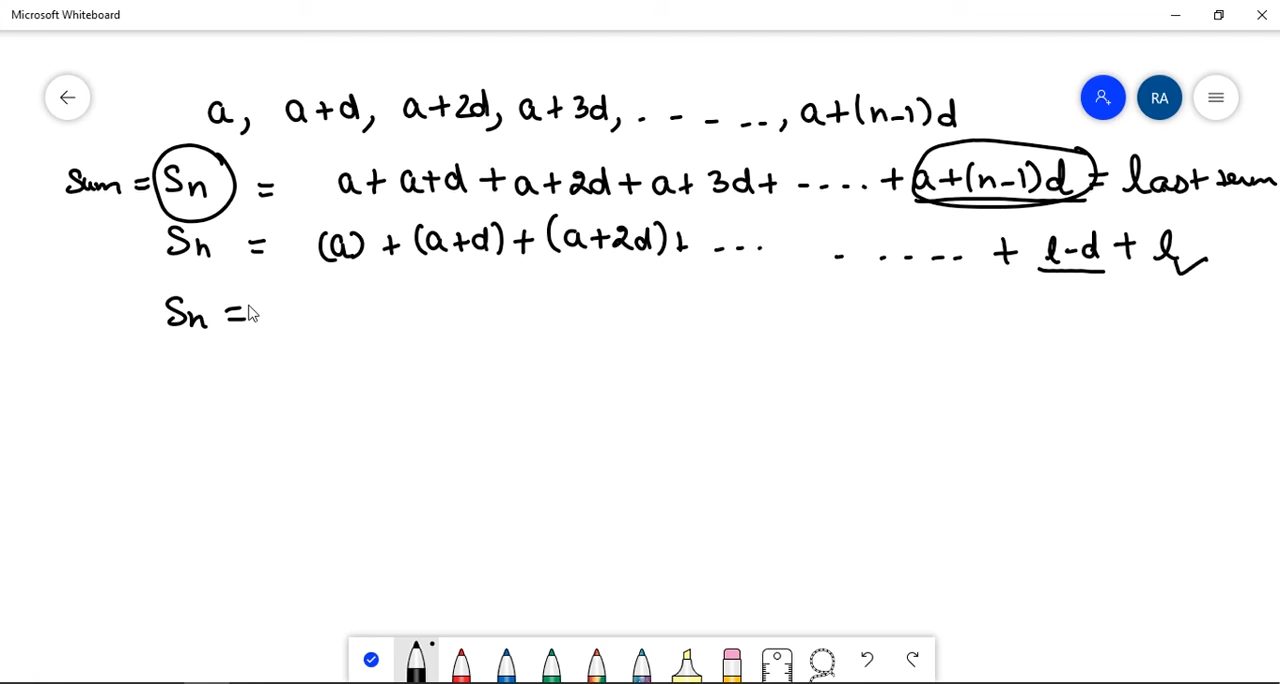 Microsoft Whiteboard
a, a+d, a+2d, a+3d, . - - - .., a+(n-1)d
RA
Sum = Sn = a + a+d + a+2d + a+3d + - .... + a+(n-1)d = last term
Sn = (a) + (a+d) + (a+2d) + ... - ..... + l-d + l
Sn =